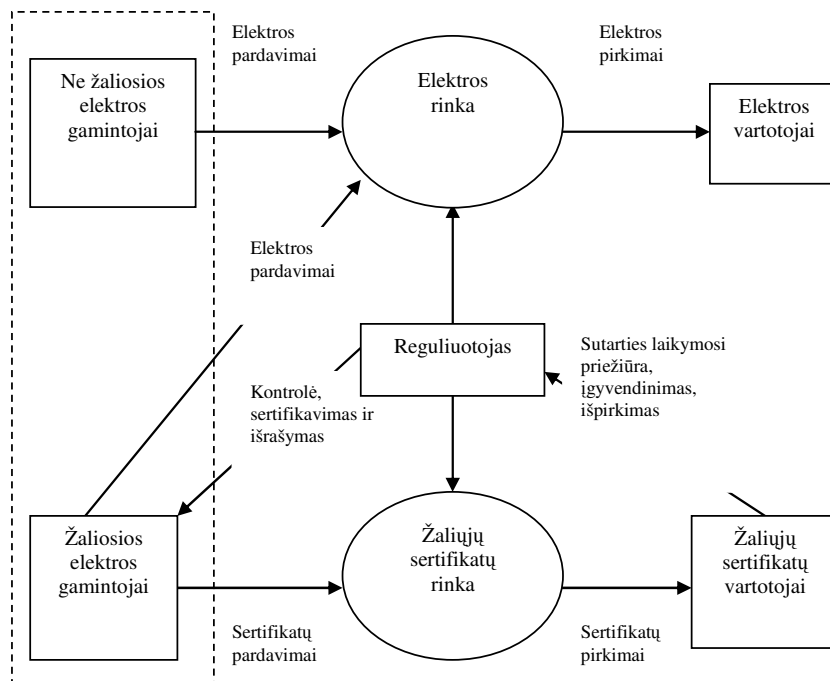 Elektros
pardavimai
Elektros
pirkimai
Ne žaliosios
elektros
gamintojai
Elektros
rinka
Elektros
vartotojai
Elektros
pardavimai
Reguliuotojas
Sutarties laikymosi
priežiūra,
įgyvendinimas,
išpirkimas
Kontrolė,
sertifikavimas ir
išrašymas
Žaliosios
elektros
gamintojai
Žaliųjų
sertifikatų
rinka
Žaliųjų
sertifikatų
vartotojai
Sertifikatų
pardavimai
Sertifikatų
pirkimai